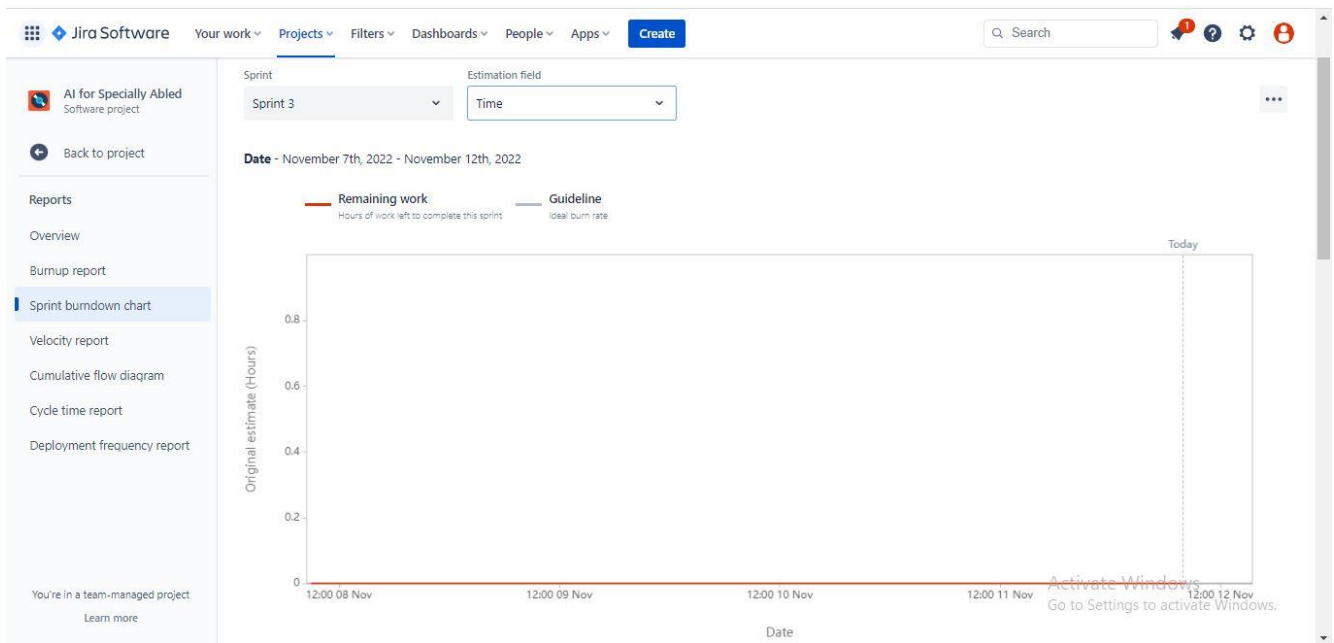 Jira Software Your work Projects Filters Dashboards People Apps Create Search 1
AI for Specially Abled
Software project
Back to project
Reports
Overview
Burnup report
Sprint burndown chart
Velocity report
Cumulative flow diagram
Cycle time report
Deployment frequency report
You're in a team-managed project
Learn more
Sprint Estimation field
Sprint 3 Time
Date - November 7th, 2022 - November 12th, 2022
Remaining work Guideline
Hours of work left to complete this sprint Ideal burn rate
Today
Original estimate (Hours)
0.8
0.6
0.4
0.2
0
12:00 08 Nov 12:00 09 Nov 12:00 10 Nov 12:00 11 Nov 12:00 12 Nov
Date
Activate Windows
Go to Settings to activate Windows.